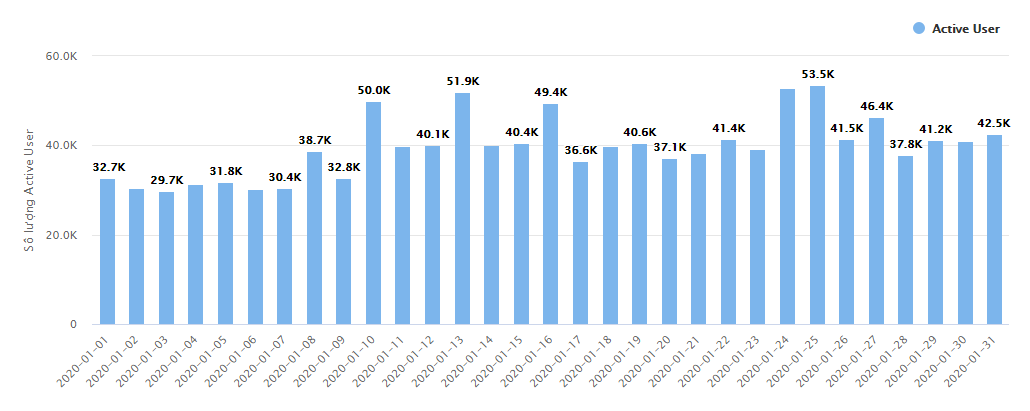 Active User
60.0K
40.0K
20.0K
0
Số lượng Active User
32.7K
29.7K
31.8K
30.4K
38.7K
32.8K
50.0K
40.1K
51.9K
40.4K
49.4K
36.6K
40.6K
37.1K
41.4K
53.5K
41.5K
46.4K
37.8K
41.2K
42.5K
2020-01-01
2020-01-02
2020-01-03
2020-01-04
2020-01-05
2020-01-06
2020-01-07
2020-01-08
2020-01-09
2020-01-10
2020-01-11
2020-01-12
2020-01-13
2020-01-14
2020-01-15
2020-01-16
2020-01-17
2020-01-18
2020-01-19
2020-01-20
2020-01-21
2020-01-22
2020-01-23
2020-01-24
2020-01-25
2020-01-26
2020-01-27
2020-01-28
2020-01-29
2020-01-30
2020-01-31